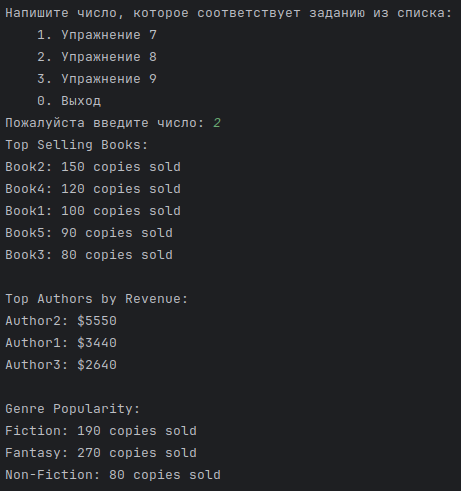 Напишите число, которое соответствует заданию из списка:
1. Упражнение 7
2. Упражнение 8
3. Упражнение 9
0. Выход
Пожалуйста введите число: 2
Top Selling Books:
Book2: 150 copies sold
Book4: 120 copies sold
Book1: 100 copies sold
Book5: 90 copies sold
Book3: 80 copies sold
Top Authors by Revenue:
Author2: $5550
Author1: $3440
Author3: $2640
Genre Popularity:
Fiction: 190 copies sold
Fantasy: 270 copies sold
Non-Fiction: 80 copies sold